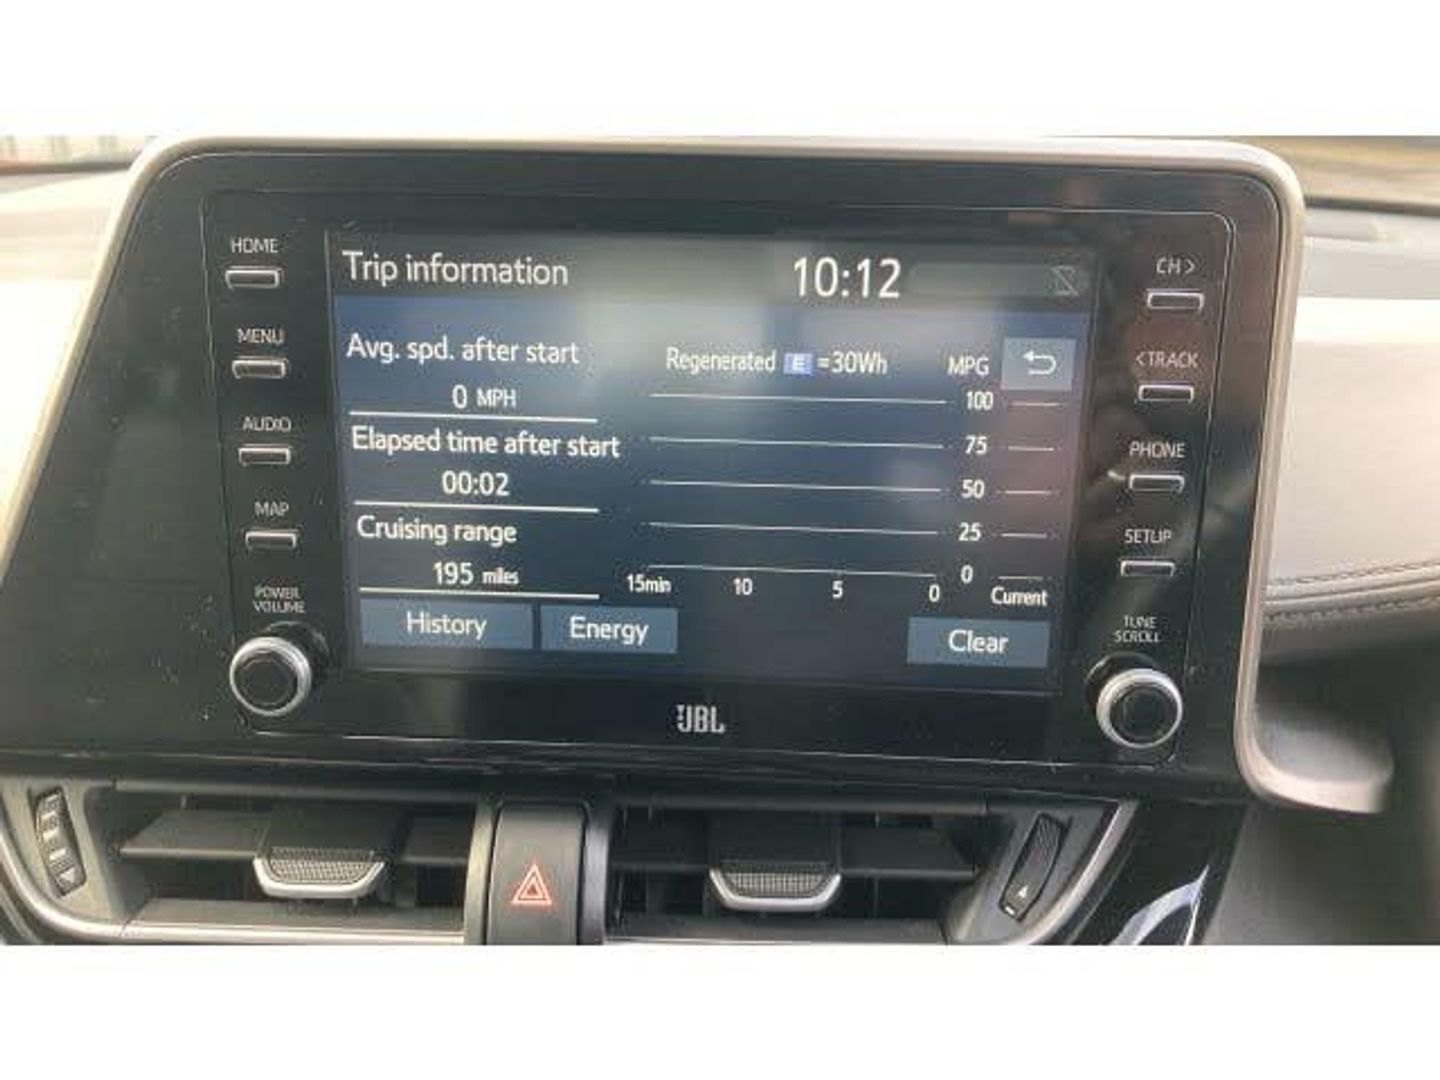 HOME
MENU
AUDIO
MAP
POWER
VOLUME
Trip information
10:12
Avg. spd. after start
0 MPH
Elapsed time after start
00:02
Cruising range
195 miles
Regenerated E =30Wh
MPG
100
75
50
25
0
15min 10 5 0 Current
History
Energy
Clear
CH >
< TRACK
PHONE
SETUP
TUNE
SCROLL
JBL